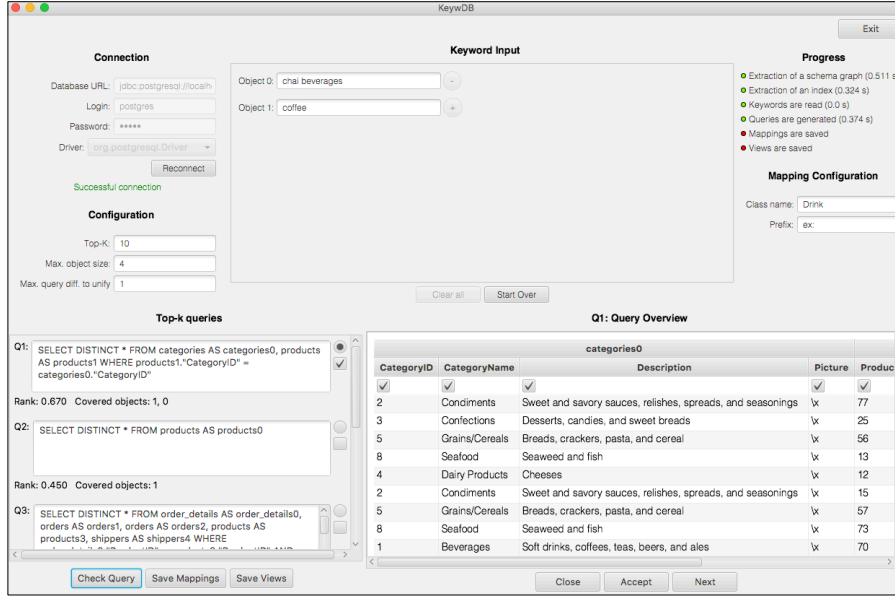 KeywDB
Exit
Connection
Database URL: jdbc:postgresql://localh
Login: postgres
Password: •••••
Driver: org.postgresql.Driver
Reconnect
Successful connection
Configuration
Top-K: 10
Max. object size: 4
Max. query diff. to unify 1
Keyword Input
Object 0: chai beverages -
Object 1: coffee +
Clear all Start Over
Progress
Extraction of a schema graph (0.511 s
Extraction of an index (0.324 s)
Keywords are read (0.0 s)
Queries are generated (0.374 s)
Mappings are saved
Views are saved
Mapping Configuration
Class name: Drink
Prefix: ex:
Top-k queries
Q1: SELECT DISTINCT * FROM categories AS categories0, products
AS products1 WHERE products1."CategoryID" =
categories0."CategoryID"
Rank: 0.670 Covered objects: 1, 0
Q2: SELECT DISTINCT * FROM products AS products0
Rank: 0.450 Covered objects: 1
Q3: SELECT DISTINCT * FROM order_details AS order_details0,
orders AS orders1, orders AS orders2, products AS
products3, shippers AS shippers4 WHERE
Check Query Save Mappings Save Views
Q1: Query Overview
categories0
CategoryID CategoryName Description Picture Produc
2 Condiments Sweet and savory sauces, relishes, spreads, and seasonings \x 77
3 Confections Desserts, candies, and sweet breads \x 25
5 Grains/Cereals Breads, crackers, pasta, and cereal \x 56
8 Seafood Seaweed and fish \x 13
4 Dairy Products Cheeses \x 12
2 Condiments Sweet and savory sauces, relishes, spreads, and seasonings \x 15
5 Grains/Cereals Breads, crackers, pasta, and cereal \x 57
8 Seafood Seaweed and fish \x 73
1 Beverages Soft drinks, coffees, teas, beers, and ales \x 70
Close Accept Next